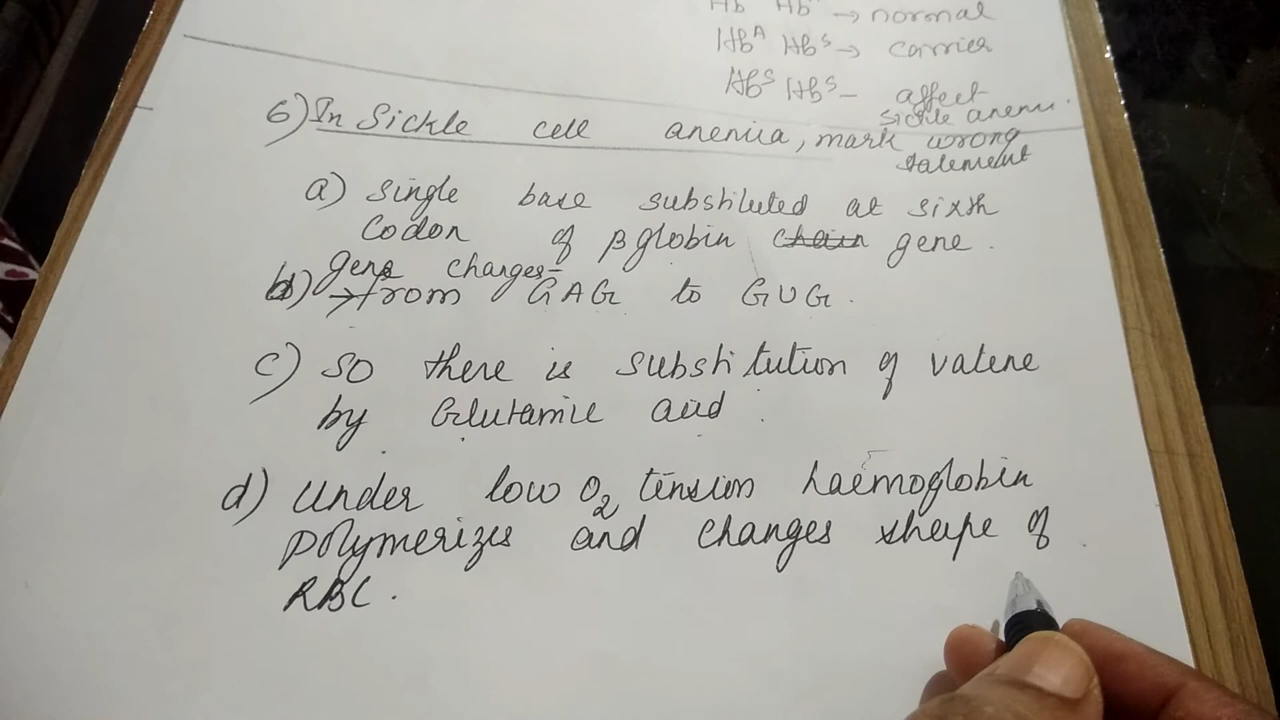 Hb Hb → normal
HbA HbS → carrier
HbS HbS - affect
sickle anemi.
6) In Sickle cell anemia, mark wrong
statement
a) Single base substituted at sixth
Codon of β globin chain gene.
gene changes-
b) → from GAG to GUG.
c) SO there is substitution of valene
by Glutamic acid.
d) Under low O2 tension haemoglobin
polymerizes and changes shape of
RBC.